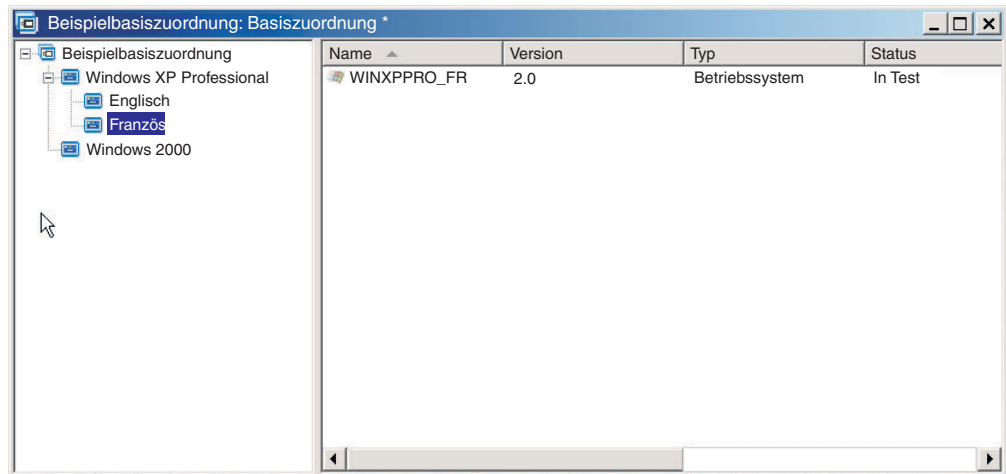 Beispielbasiszuordnung: Basiszuordnung *
Beispielbasiszuordnung
Windows XP Professional
Englisch
Französ
Windows 2000
Name Version Typ Status
WINXPPRO_FR 2.0 Betriebssystem In Test